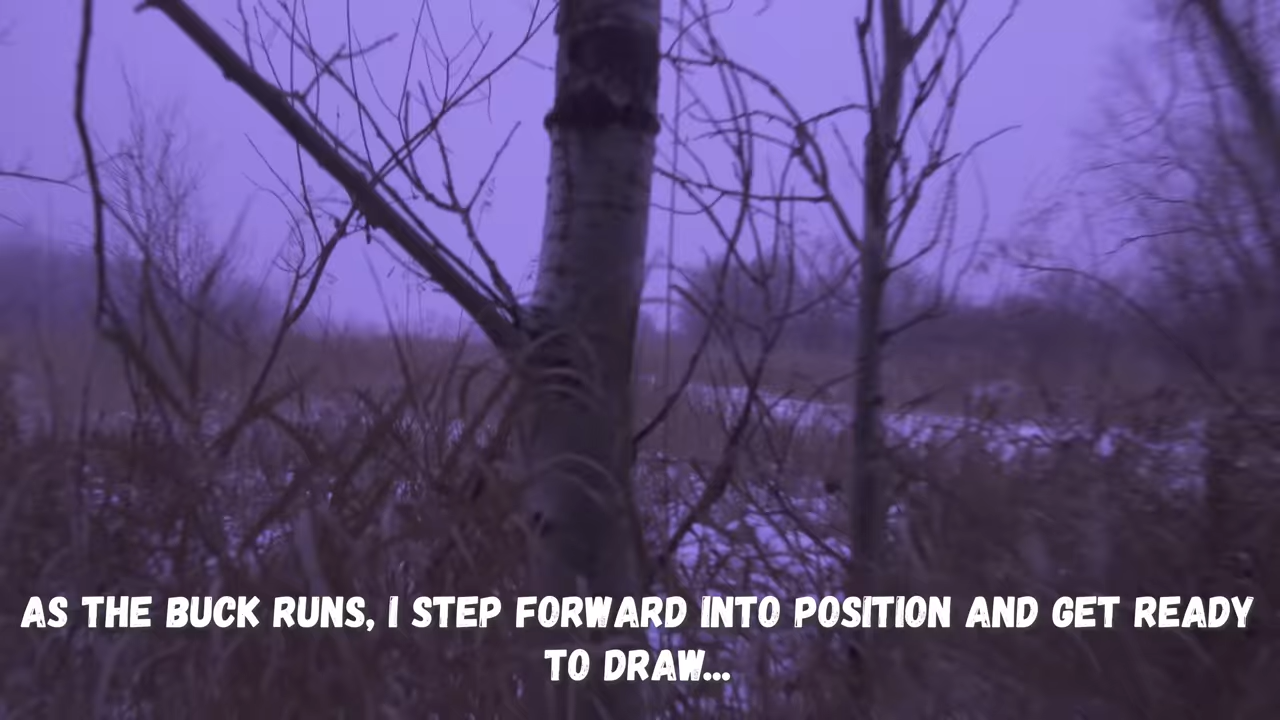 AS THE BUCK RUNS, I STEP FORWARD INTO POSITION AND GET READY
TO DRAW...